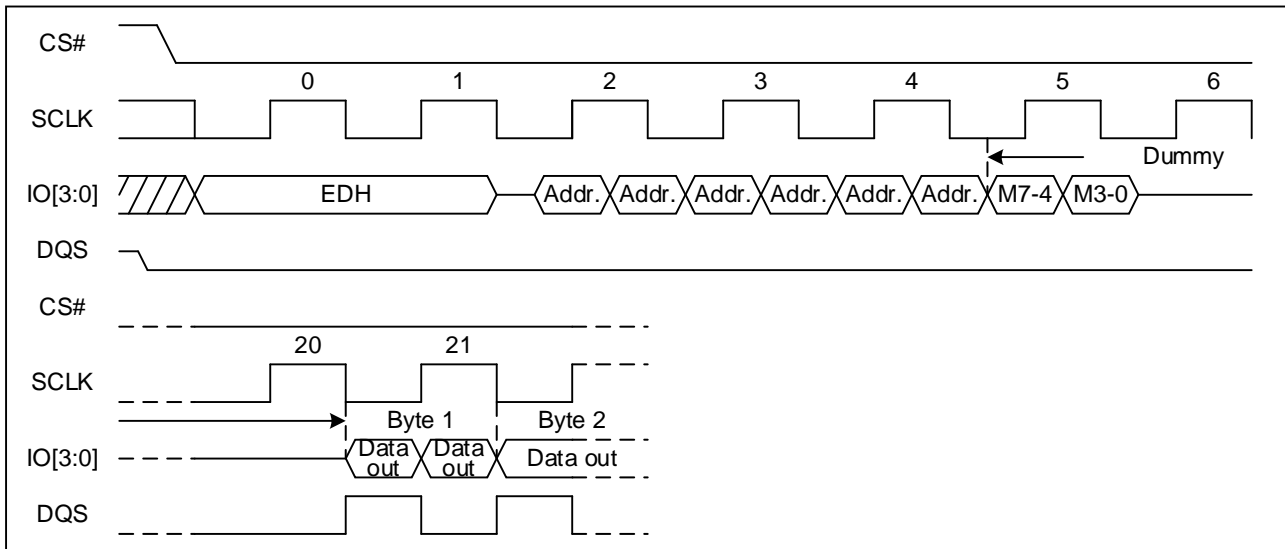 CS#
0 1 2 3 4 5 6
SCLK
Dummy
IO[3:0] EDH Addr. Addr. Addr. Addr. Addr. Addr. M7-4 M3-0
DQS
CS#
20 21
SCLK
Byte 1 Byte 2
IO[3:0] Data out Data out Data out
DQS